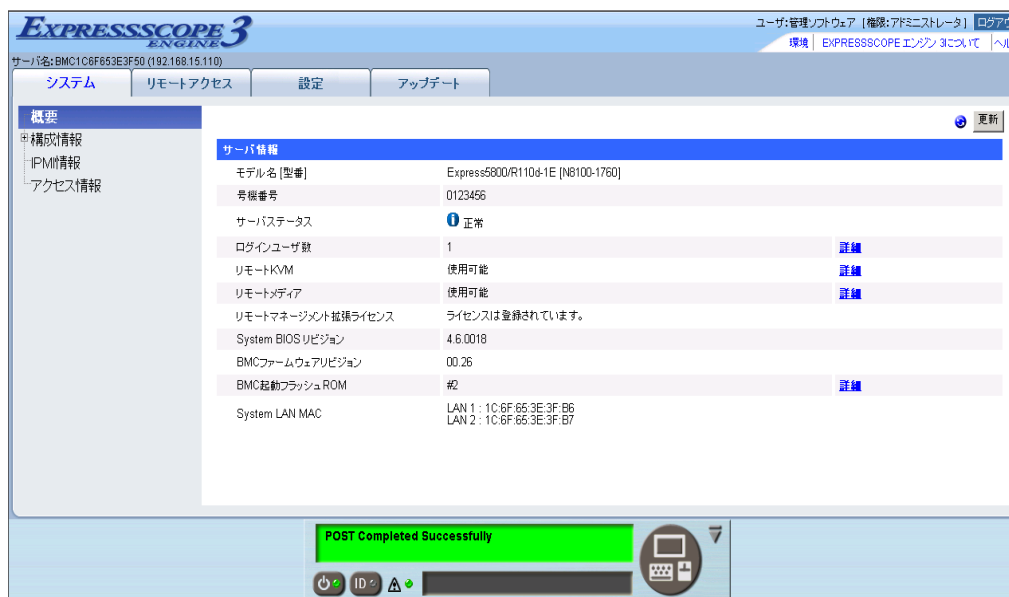 EXPRESSSCOPE 3
ENGINE
ユーザ:管理ソフトウェア [権限:アドミニストレータ] ログアウ
環境 EXPRESSSCOPE エンジン 3について ヘル
サーバ名:BMC1C6F653E3F50 (192.168.15.110)
システム リモートアクセス 設定 アップデート
概要
構成情報
IPMI情報
アクセス情報
更新
サーバ情報
モデル名 [型番] Express5800/R110d-1E [N8100-1760]
号機番号 0123456
サーバステータス 正常
ログインユーザ数 1 詳細
リモートKVM 使用可能 詳細
リモートメディア 使用可能 詳細
リモートマネージメント拡張ライセンス ライセンスは登録されています。
System BIOS リビジョン 4.6.0018
BMCファームウェアリビジョン 00.26
BMC起動フラッシュROM #2 詳細
System LAN MAC LAN 1 : 1C:6F:65:3E:3F:B6
LAN 2 : 1C:6F:65:3E:3F:B7
POST Completed Successfully
ID